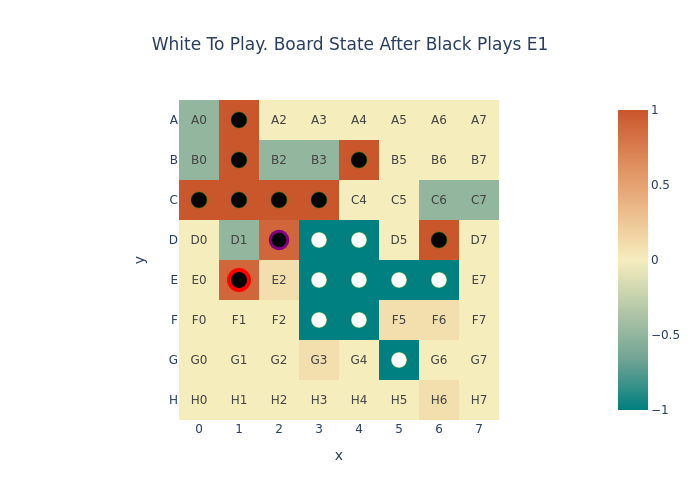 White To Play. Board State After Black Plays E1
A A0 A2 A3 A4 A5 A6 A7
B B0 B2 B3 B5 B6 B7
C C4 C5 C6 C7
D D0 D1 D5 D7
E E0 E2 E7
F F0 F1 F2 F5 F6 F7
G G0 G1 G2 G3 G4 G6 G7
H H0 H1 H2 H3 H4 H5 H6 H7
0 1 2 3 4 5 6 7
x
y
1
0.5
0
−0.5
−1